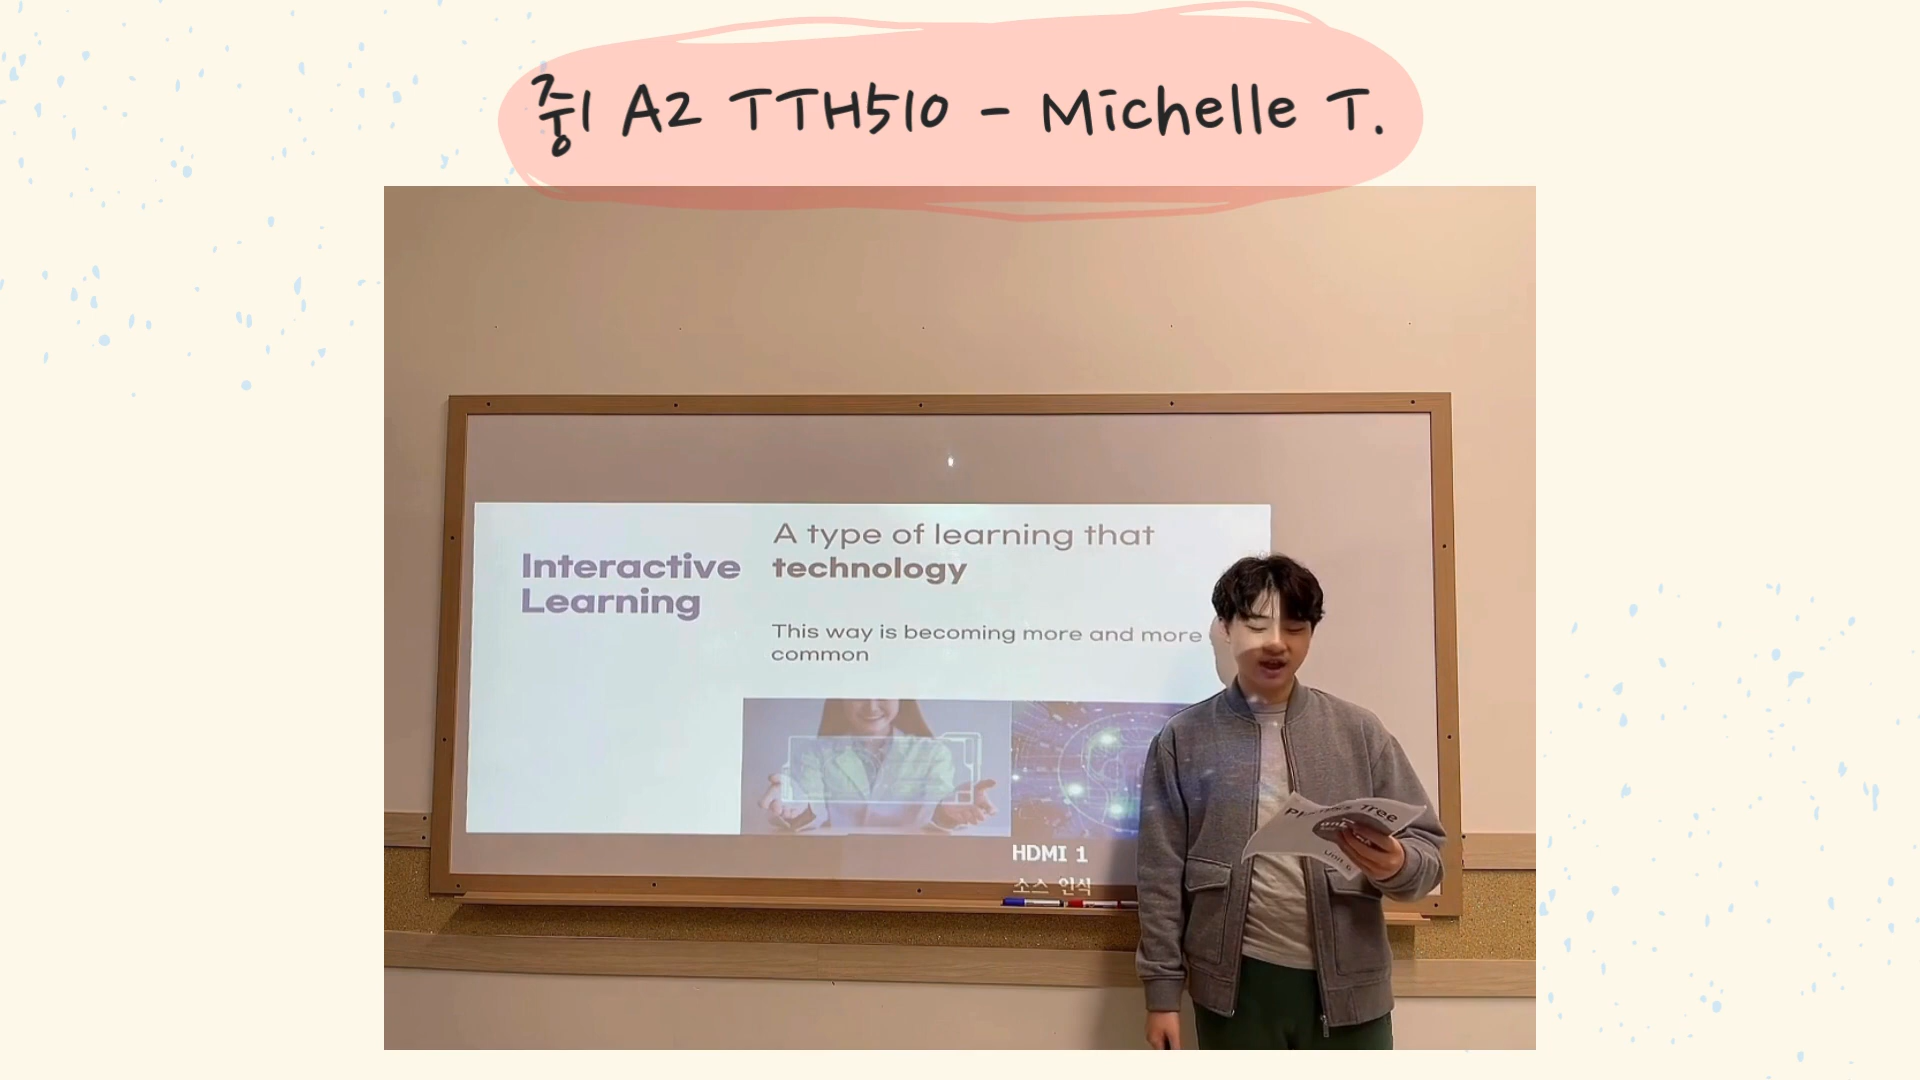 중1 A2 TTH510 - Michelle T.
Interactive
Learning
A type of learning that
technology
This way is becoming more and more
common
HDMI 1
소스 인식
Tree